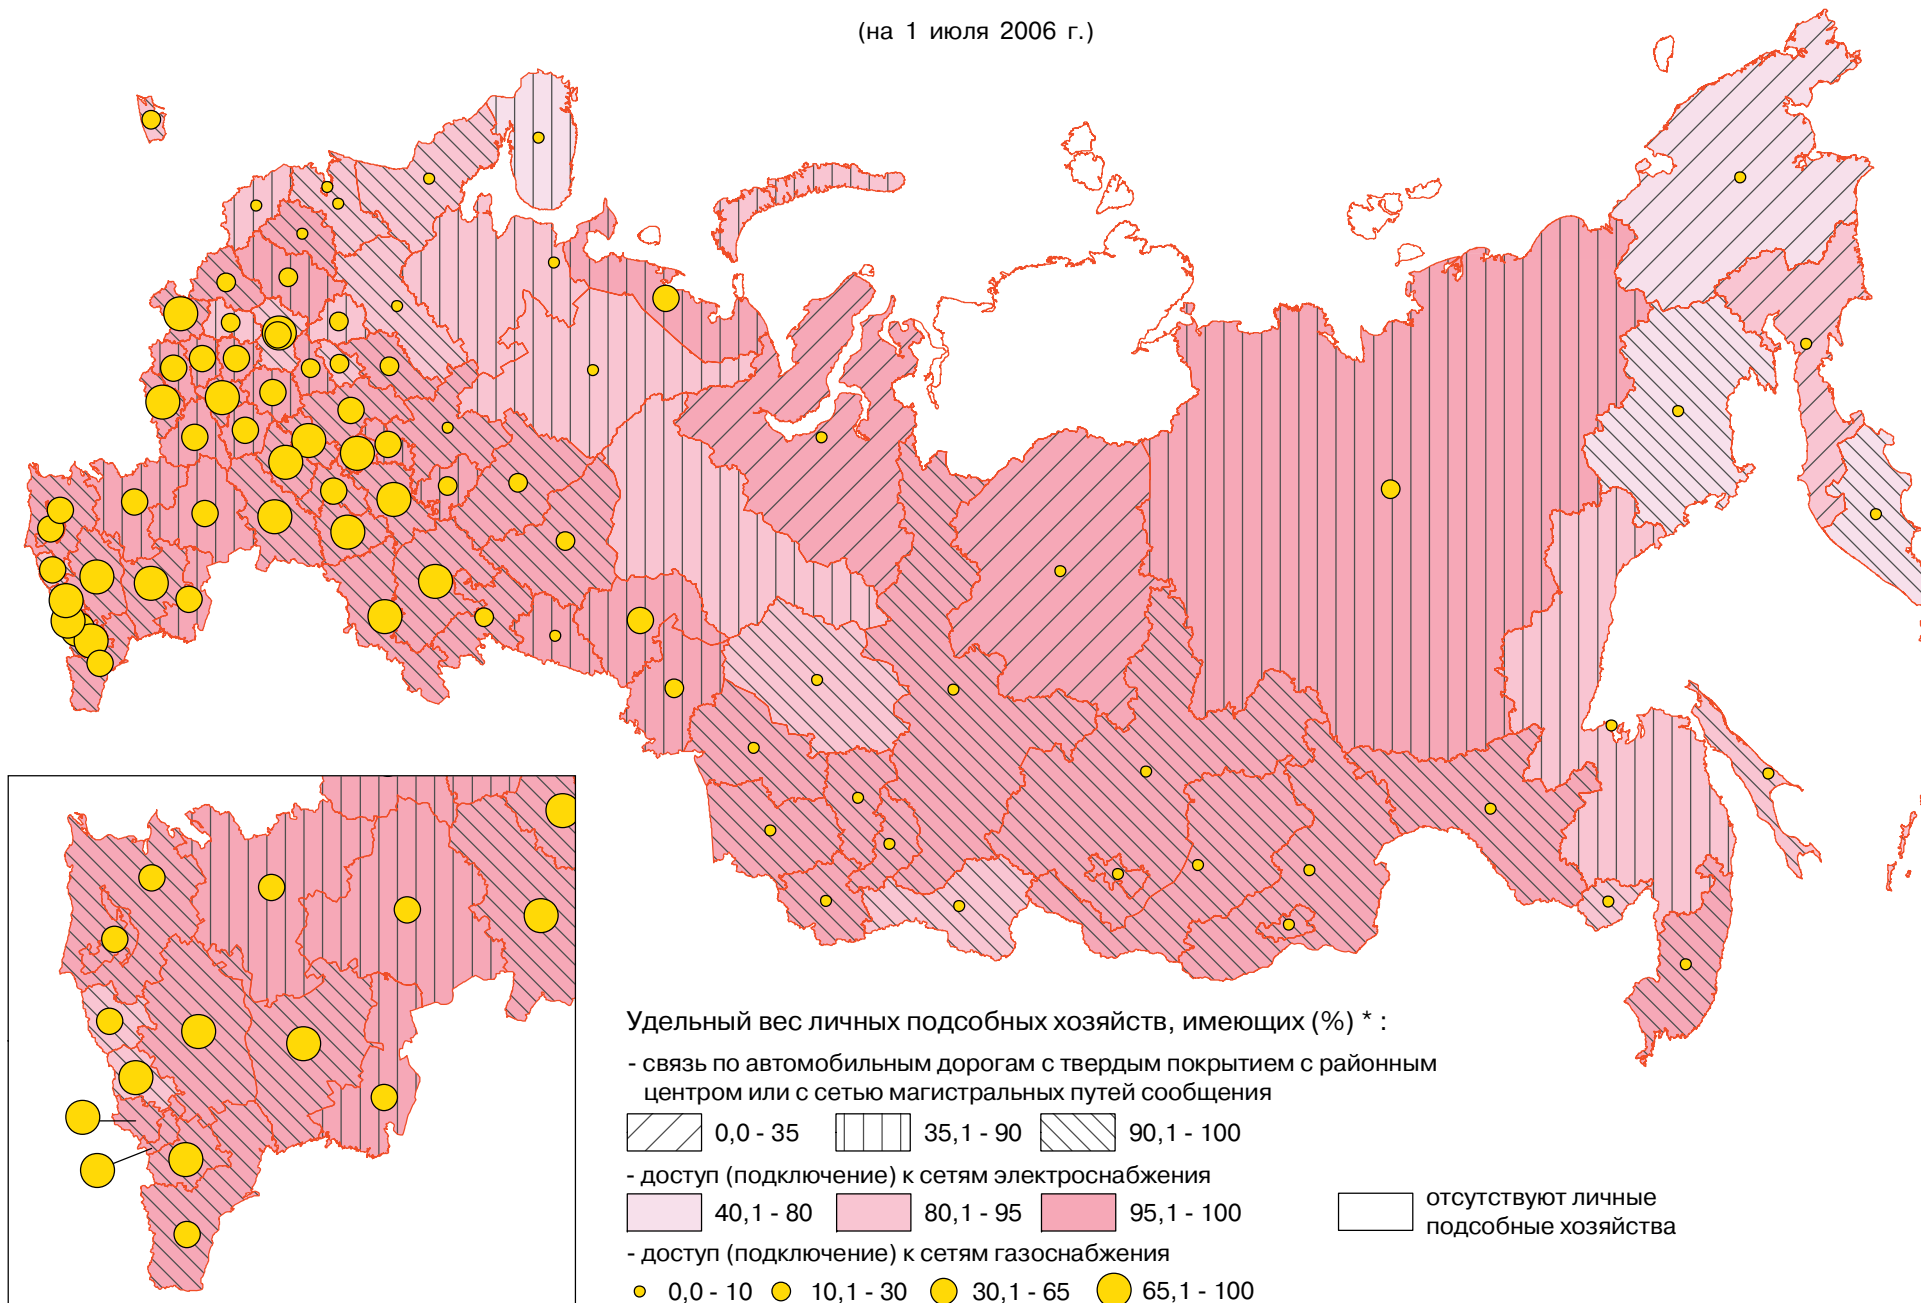 (на 1 июля 2006 г.)
Удельный вес личных подсобных хозяйств, имеющих (%) * :
- связь по автомобильным дорогам с твердым покрытием с районным
центром или с сетью магистральных путей сообщения
0,0 - 35 35,1 - 90 90,1 - 100
- доступ (подключение) к сетям электроснабжения
40,1 - 80 80,1 - 95 95,1 - 100
отсутствуют личные
подсобные хозяйства
- доступ (подключение) к сетям газоснабжения
0,0 - 10 10,1 - 30 30,1 - 65 65,1 - 100